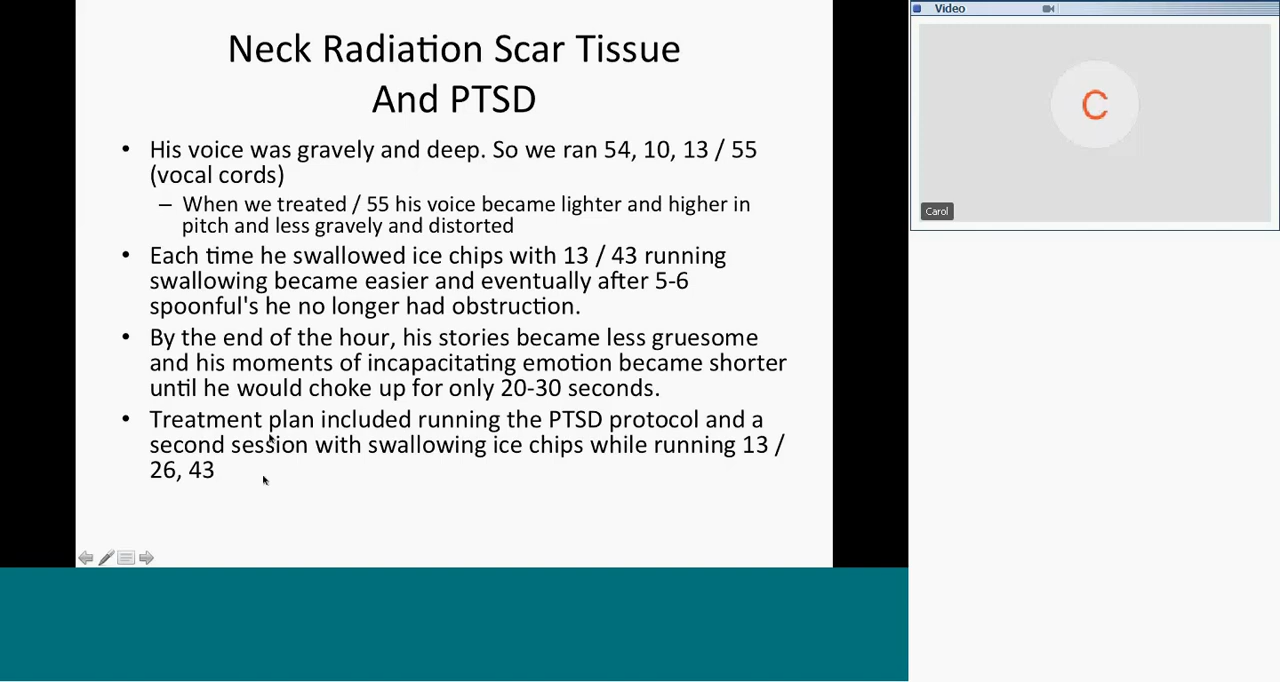 Neck Radiation Scar Tissue
And PTSD
• His voice was gravely and deep. So we ran 54, 10, 13 / 55
(vocal cords)
– When we treated / 55 his voice became lighter and higher in
pitch and less gravely and distorted
• Each time he swallowed ice chips with 13 / 43 running
swallowing became easier and eventually after 5-6
spoonful's he no longer had obstruction.
• By the end of the hour, his stories became less gruesome
and his moments of incapacitating emotion became shorter
until he would choke up for only 20-30 seconds.
• Treatment plan included running the PTSD protocol and a
second session with swallowing ice chips while running 13 /
26, 43
Video
C
Carol